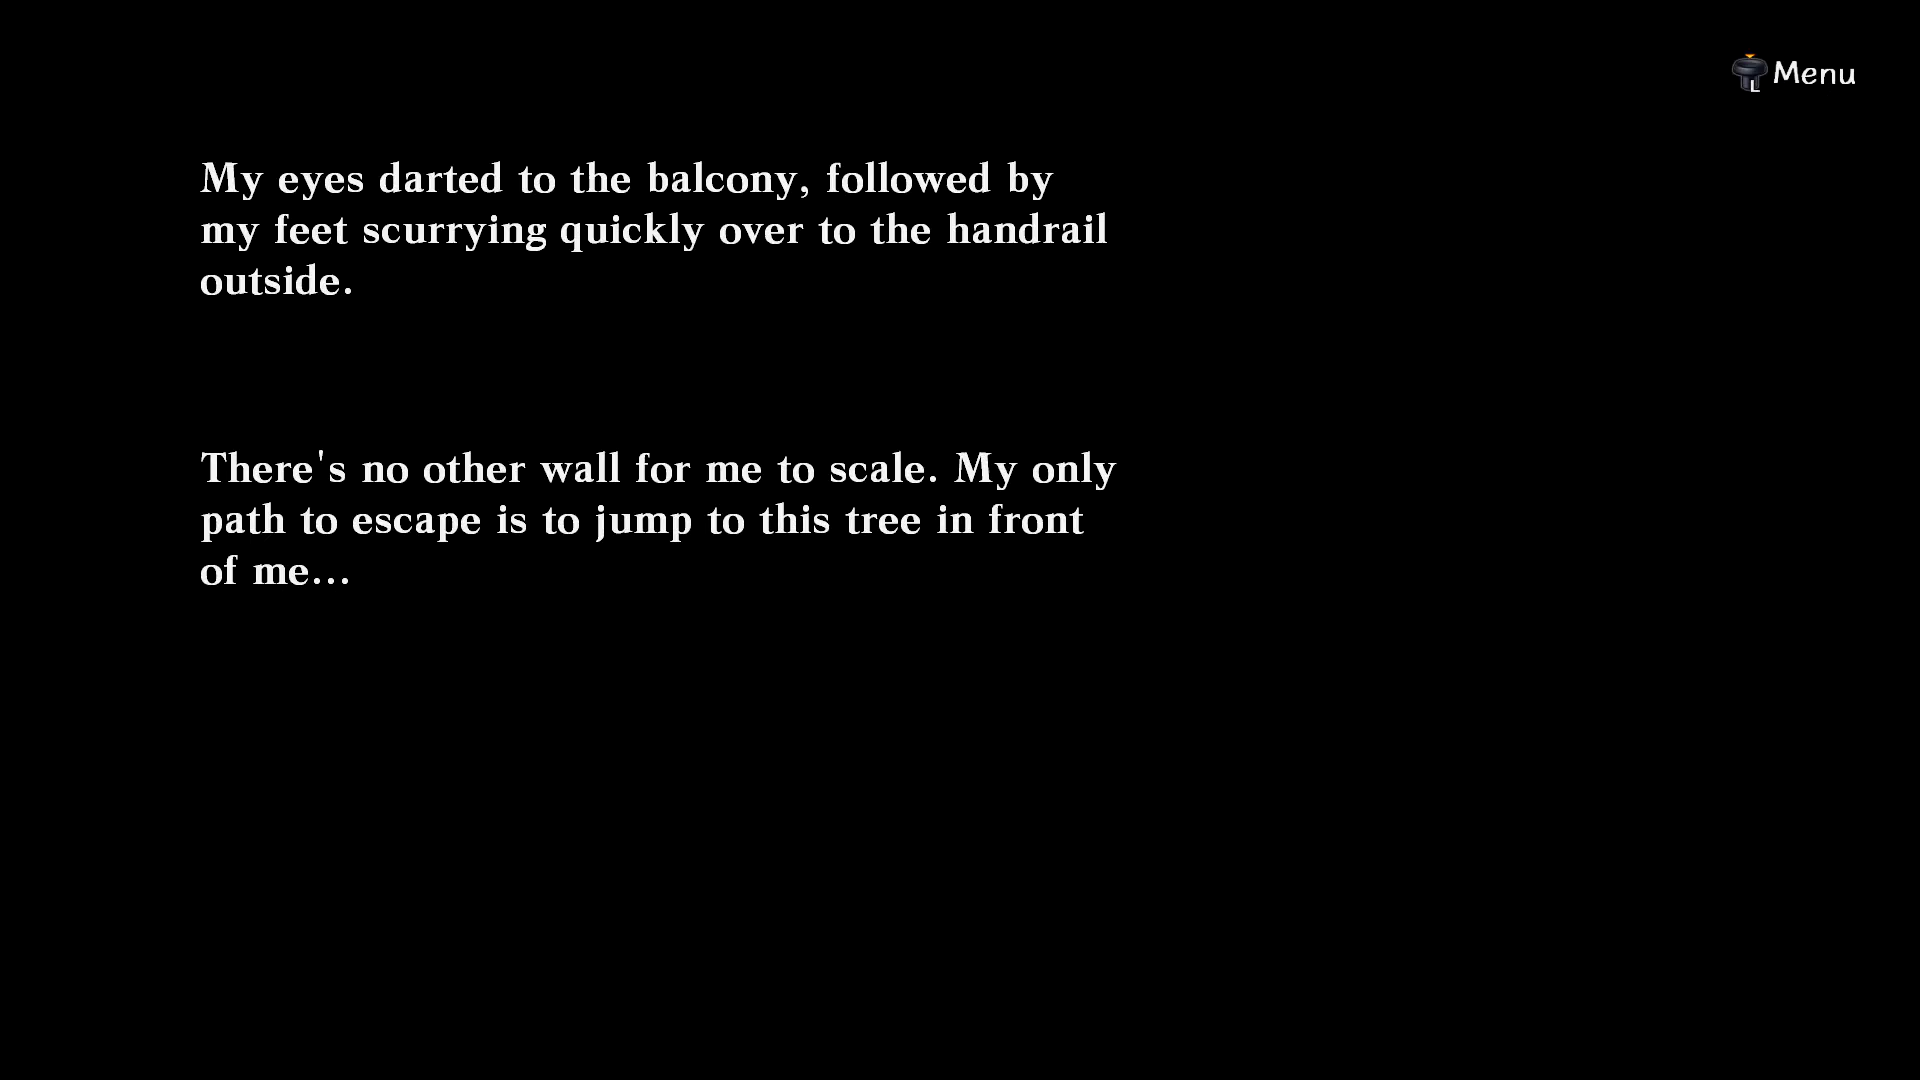 Menu
My eyes darted to the balcony, followed by
my feet scurrying quickly over to the handrail
outside.
There's no other wall for me to scale. My only
path to escape is to jump to this tree in front
of me...